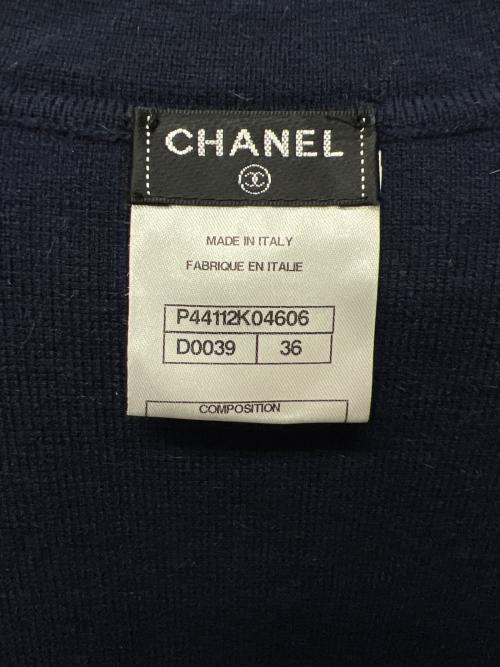 CHANEL
MADE IN ITALY
FABRIQUE EN ITALIE
P44112K04606
D0039 36
COMPOSITION